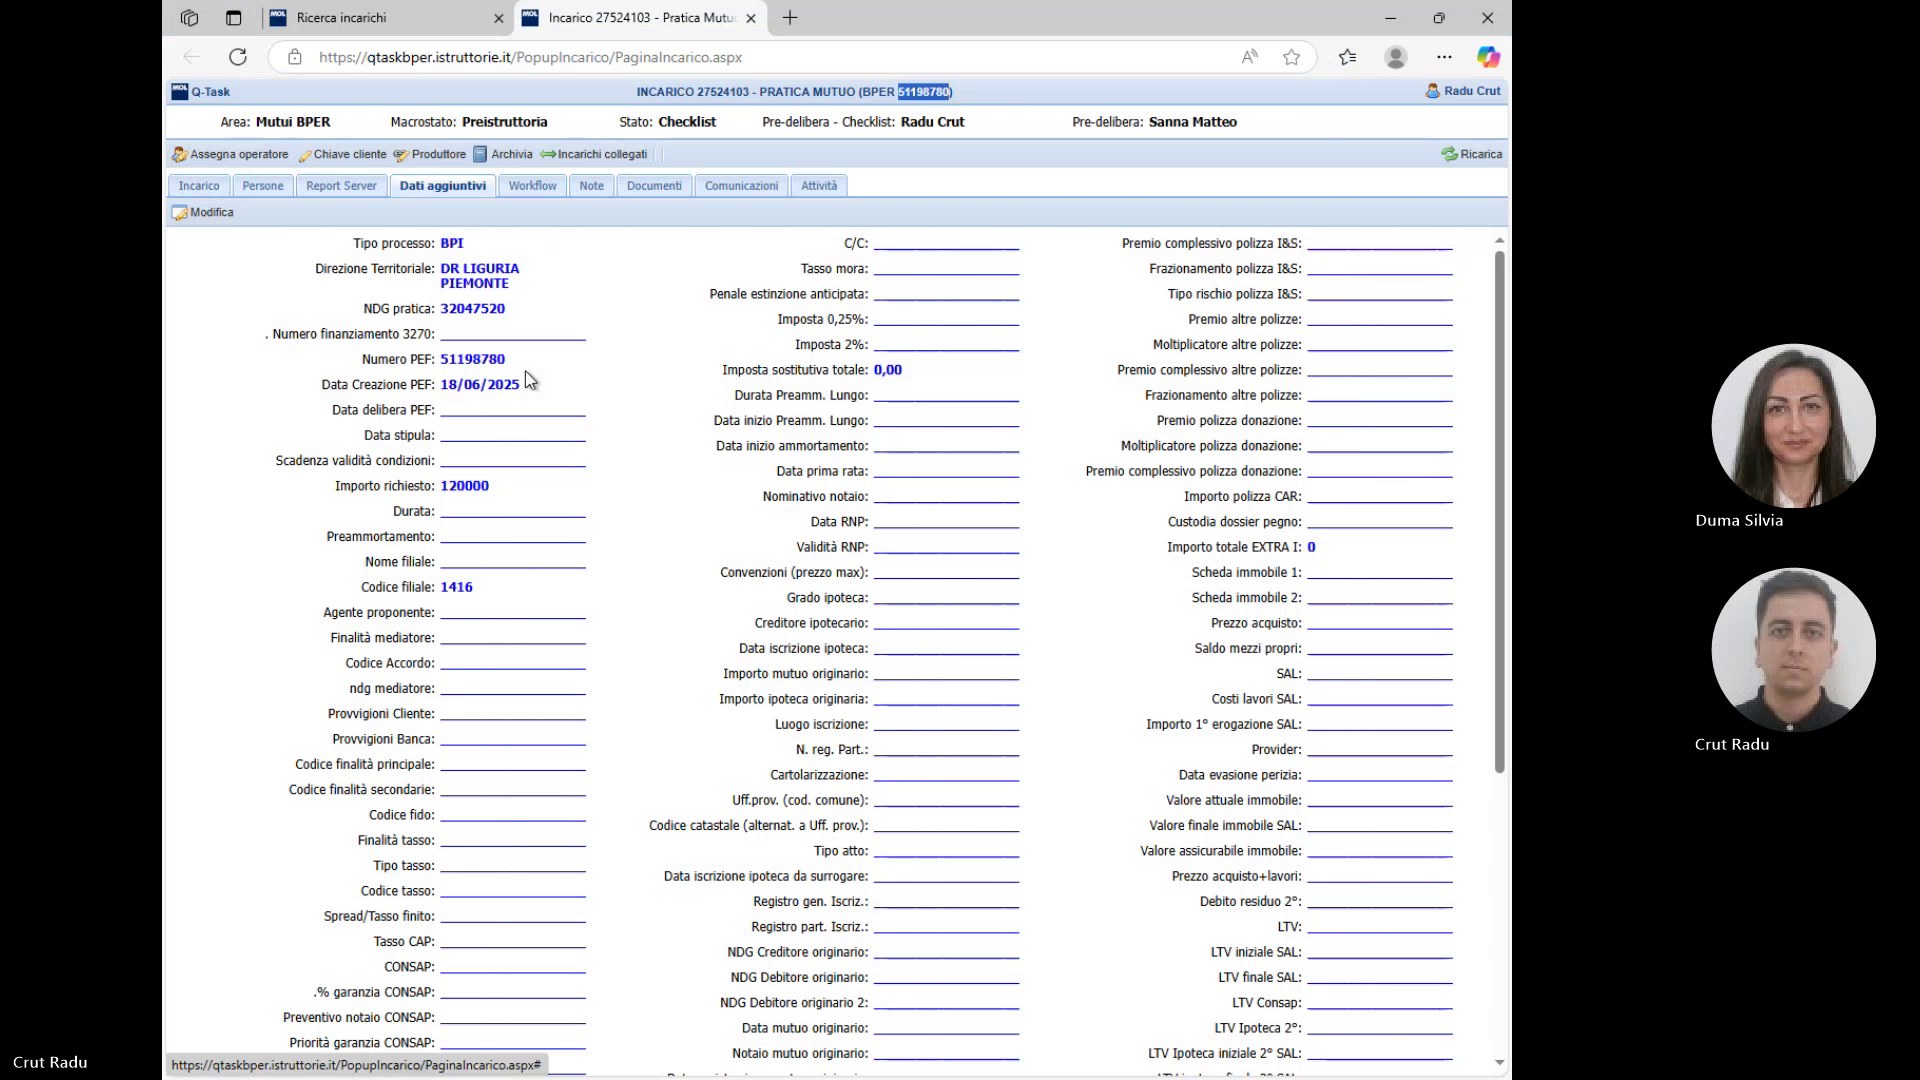 Ricerca incarichi
Incarico 27524103 - Pratica Mutu
https://qtaskbper.istruttorie.it/PopupIncarico/PaginaIncarico.aspx
MOL Q-Task
INCARICO 27524103 - PRATICA MUTUO (BPER 51198780)
Radu Crut
Area: Mutui BPER
Macrostato: Preistruttoria
Stato: Checklist
Pre-delibera - Checklist: Radu Crut
Pre-delibera: Sanna Matteo
Assegna operatore
Chiave cliente
Produttore
Archivia
Incarichi collegati
Ricarica
Incarico
Persone
Report Server
Dati aggiuntivi
Workflow
Note
Documenti
Comunicazioni
Attività
Modifica
Tipo processo: BPI
Direzione Territoriale: DR LIGURIA
PIEMONTE
NDG pratica: 32047520
. Numero finanziamento 3270:
Numero PEF: 51198780
Data Creazione PEF: 18/06/2025
Data delibera PEF:
Data stipula:
Scadenza validità condizioni:
Importo richiesto: 120000
Durata:
Preammortamento:
Nome filiale:
Codice filiale: 1416
Agente proponente:
Finalità mediatore:
Codice Accordo:
ndg mediatore:
Provvigioni Cliente:
Provvigioni Banca:
Codice finalità principale:
Codice finalità secondarie:
Codice fido:
Finalità tasso:
Tipo tasso:
Codice tasso:
Spread/Tasso finito:
Tasso CAP:
CONSAP:
.% garanzia CONSAP:
Preventivo notaio CONSAP:
Priorità garanzia CONSAP:
C/C:
Tasso mora:
Penale estinzione anticipata:
Imposta 0,25%:
Imposta 2%:
Imposta sostitutiva totale: 0,00
Durata Preamm. Lungo:
Data inizio Preamm. Lungo:
Data inizio ammortamento:
Data prima rata:
Nominativo notaio:
Data RNP:
Validità RNP:
Convenzioni (prezzo max):
Grado ipoteca:
Creditore ipotecario:
Data iscrizione ipoteca:
Importo mutuo originario:
Importo ipoteca originaria:
Luogo iscrizione:
N. reg. Part.:
Cartolarizzazione:
Uff.prov. (cod. comune):
Codice catastale (alternat. a Uff. prov.):
Tipo atto:
Data iscrizione ipoteca da surrogare:
Registro gen. Iscriz.:
Registro part. Iscriz.:
NDG Creditore originario:
NDG Debitore originario:
NDG Debitore originario 2:
Data mutuo originario:
Notaio mutuo originario:
Premio complessivo polizza I&S:
Frazionamento polizza I&S:
Tipo rischio polizza I&S:
Premio altre polizze:
Moltiplicatore altre polizze:
Premio complessivo altre polizze:
Frazionamento altre polizze:
Premio polizza donazione:
Moltiplicatore polizza donazione:
Premio complessivo polizza donazione:
Importo polizza CAR:
Custodia dossier pegno:
Importo totale EXTRA I: 0
Scheda immobile 1:
Scheda immobile 2:
Prezzo acquisto:
Saldo mezzi propri:
SAL:
Costi lavori SAL:
Importo 1° erogazione SAL:
Provider:
Data evasione perizia:
Valore attuale immobile:
Valore finale immobile SAL:
Valore assicurabile immobile:
Prezzo acquisto+lavori:
Debito residuo 2°:
LTV:
LTV iniziale SAL:
LTV finale SAL:
LTV Consap:
LTV Ipoteca 2°:
LTV Ipoteca iniziale 2° SAL:
https://qtaskbper.istruttorie.it/PopupIncarico/PaginaIncarico.aspx#
Duma Silvia
Crut Radu
Crut Radu